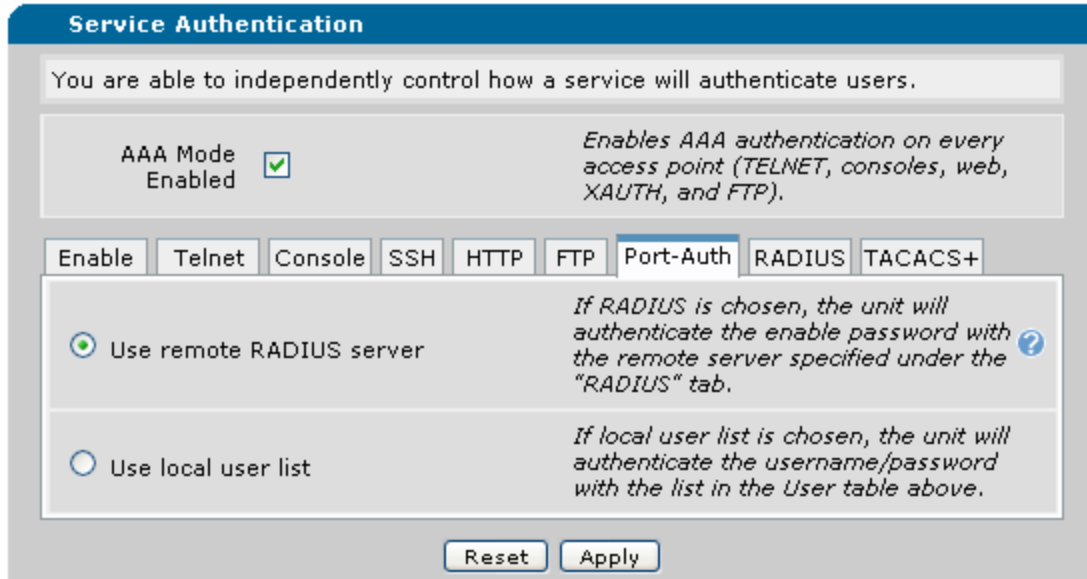 Service Authentication
You are able to independently control how a service will authenticate users.
AAA Mode
Enabled
Enables AAA authentication on every
access point (TELNET, consoles, web,
XAUTH, and FTP).
Enable Telnet Console SSH HTTP FTP Port-Auth RADIUS TACACS+
Use remote RADIUS server
If RADIUS is chosen, the unit will
authenticate the enable password with
the remote server specified under the
"RADIUS" tab.
?
Use local user list
If local user list is chosen, the unit will
authenticate the username/password
with the list in the User table above.
Reset Apply